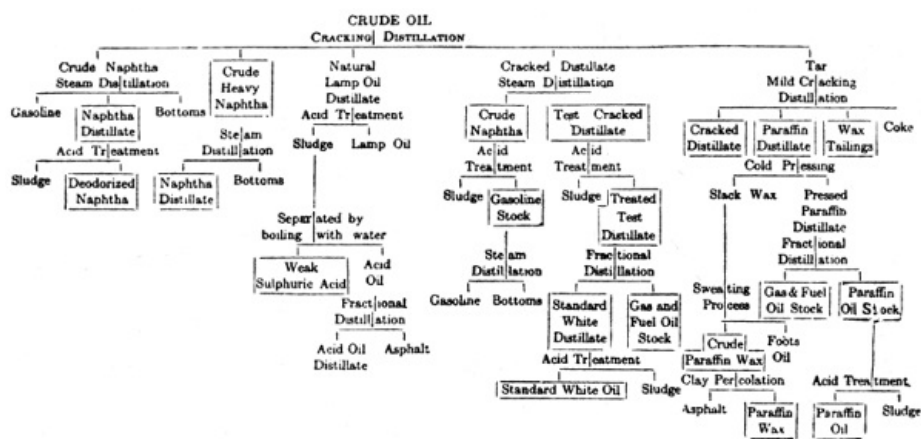 CRUDE OIL
CRACKING DISTILLATION
Crude Naphtha
Steam Distillation
Gasoline
Naphtha
Distillate
Bottoms
Acid Treatment
Sludge
Deodorized
Naphtha
Crude
Heavy
Naphtha
Steam
Distillation
Naphtha
Distillate
Bottoms
Natural
Lamp Oil
Distillate
Acid Treatment
Sludge
Lamp Oil
Separated by
boiling with water
Weak
Sulphuric Acid
Acid
Oil
Fractional
Distillation
Acid Oil
Distillate
Asphalt
Cracked Distillate
Steam Distillation
Crude
Naphtha
Acid
Treatment
Sludge
Gasoline
Stock
Steam
Distillation
Gasoline
Bottoms
Test Cracked
Distillate
Acid
Treatment
Sludge
Treated
Test
Distillate
Fractional
Distillation
Standard
White
Distillate
Gas and
Fuel Oil
Stock
Acid Treatment
Standard White Oil
Sludge
Tar
Mild Cracking
Distillation
Cracked
Distillate
Paraffin
Distillate
Wax
Tailings
Coke
Cold Pressing
Slack Wax
Pressed
Paraffin
Distillate
Fractional
Distillation
Sweating
Process
Gas & Fuel
Oil Stock
Paraffin
Oil Stock
Crude
Paraffin Wax
Foots
Oil
Clay Percolation
Asphalt
Paraffin
Wax
Acid Treatment
Paraffin
Oil
Sludge